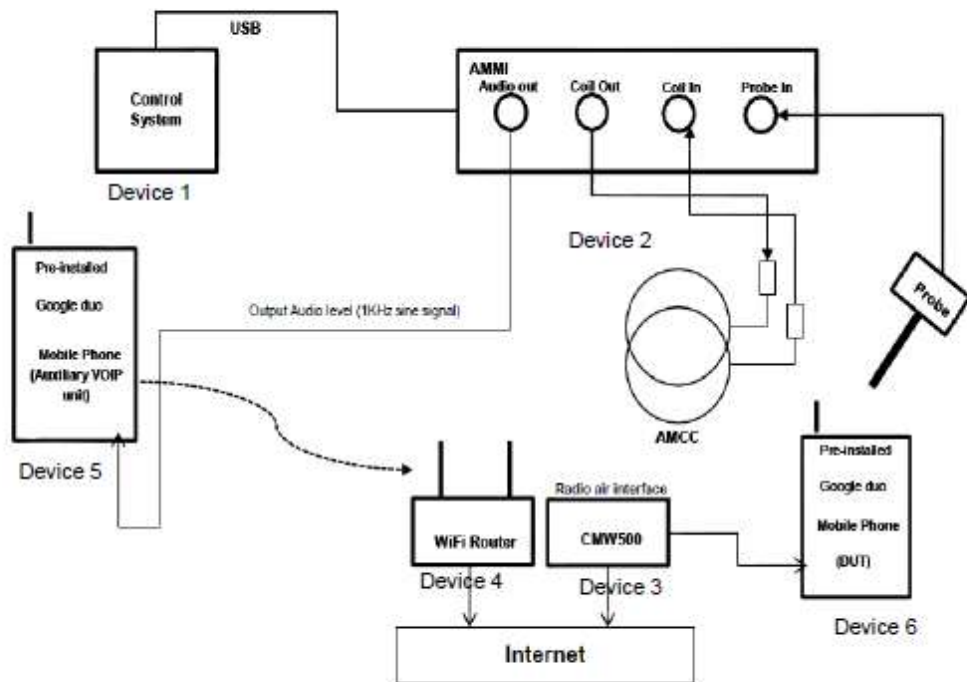 USB
AMMI
Audio out
Coil Out
Coil In
Probe In
Control
System
Device 1
Device 2
Probe
Pre-installed
Google duo
Mobile Phone
(Auxiliary VOIP
unit)
Device 5
Output Audio level (1KHz sine signal)
AMCC
Radio air interface
WiFi Router
Device 4
CMW500
Device 3
Pre-installed
Google duo
Mobile Phone
(DUT)
Device 6
Internet